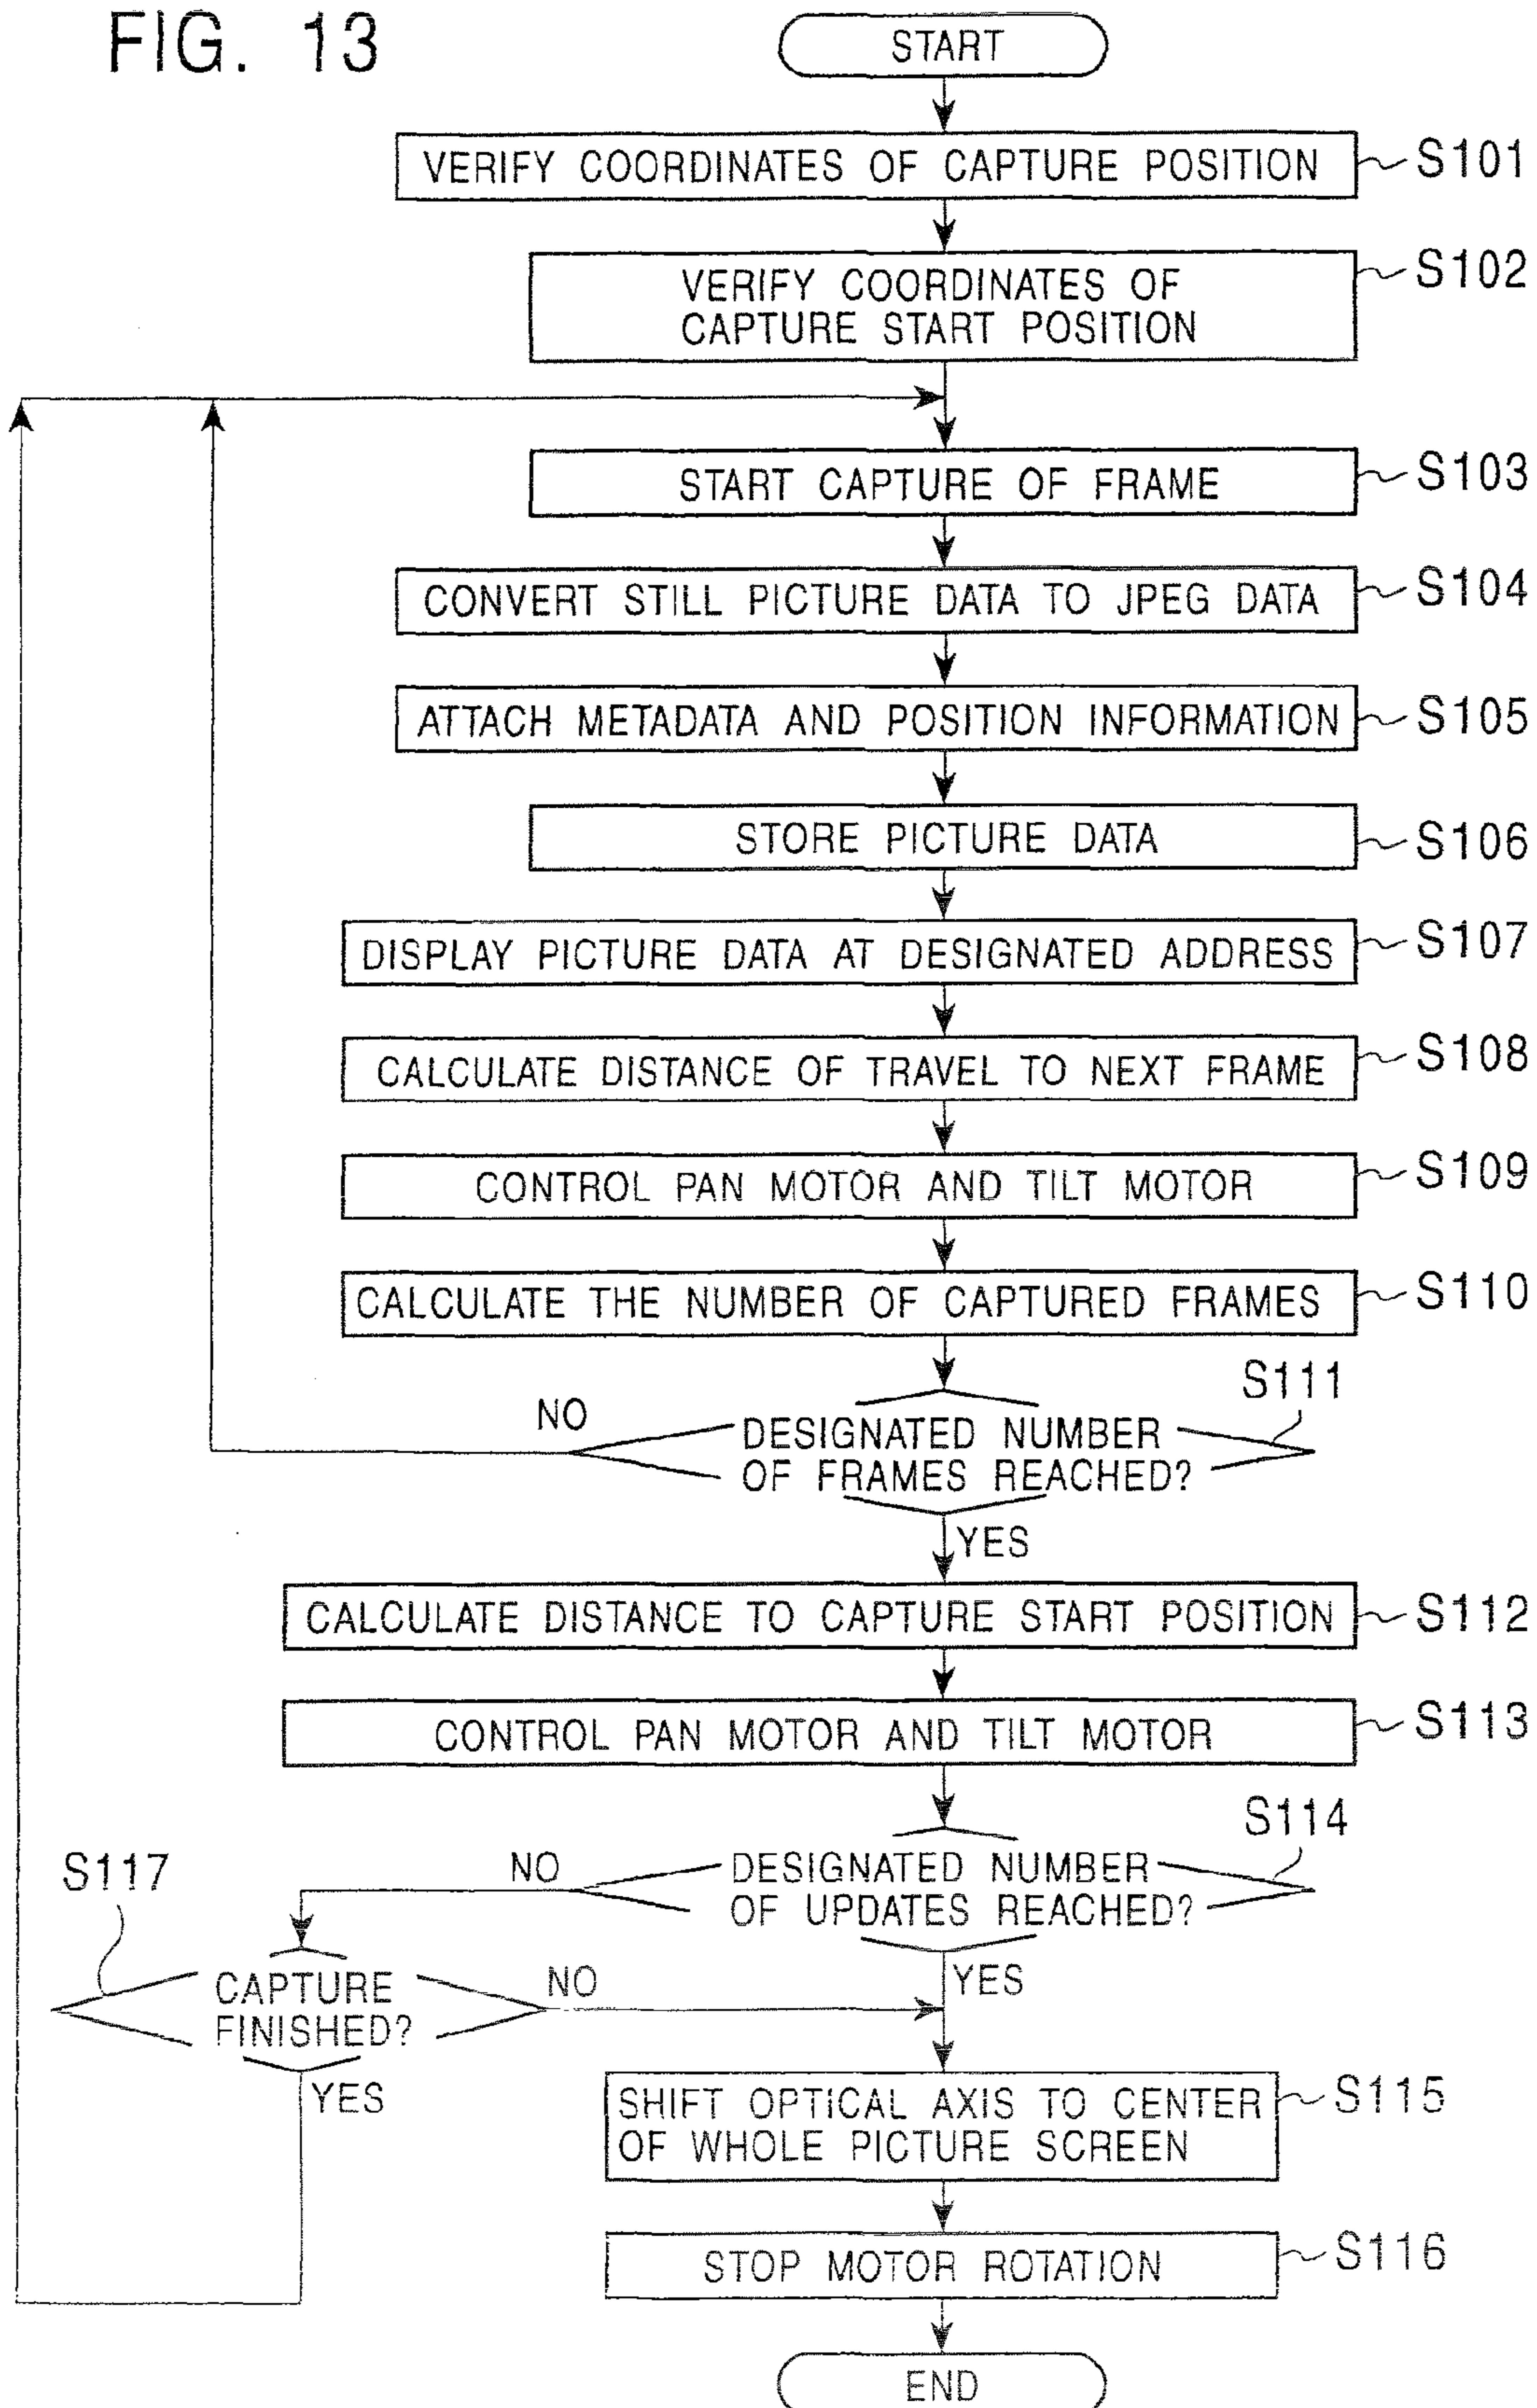 FIG. 13
START
VERIFY COORDINATES OF CAPTURE POSITION
S101
VERIFY COORDINATES OF
CAPTURE START POSITION
S102
START CAPTURE OF FRAME
S103
CONVERT STILL PICTURE DATA TO JPEG DATA
S104
ATTACH METADATA AND POSITION INFORMATION
S105
STORE PICTURE DATA
S106
DISPLAY PICTURE DATA AT DESIGNATED ADDRESS
S107
CALCULATE DISTANCE OF TRAVEL TO NEXT FRAME
S108
CONTROL PAN MOTOR AND TILT MOTOR
S109
CALCULATE THE NUMBER OF CAPTURED FRAMES
S110
S111
NO
DESIGNATED NUMBER
OF FRAMES REACHED?
YES
CALCULATE DISTANCE TO CAPTURE START POSITION
S112
CONTROL PAN MOTOR AND TILT MOTOR
S113
S114
NO
DESIGNATED NUMBER
OF UPDATES REACHED?
YES
S117
CAPTURE
FINISHED?
NO
YES
SHIFT OPTICAL AXIS TO CENTER
OF WHOLE PICTURE SCREEN
S115
STOP MOTOR ROTATION
S116
END